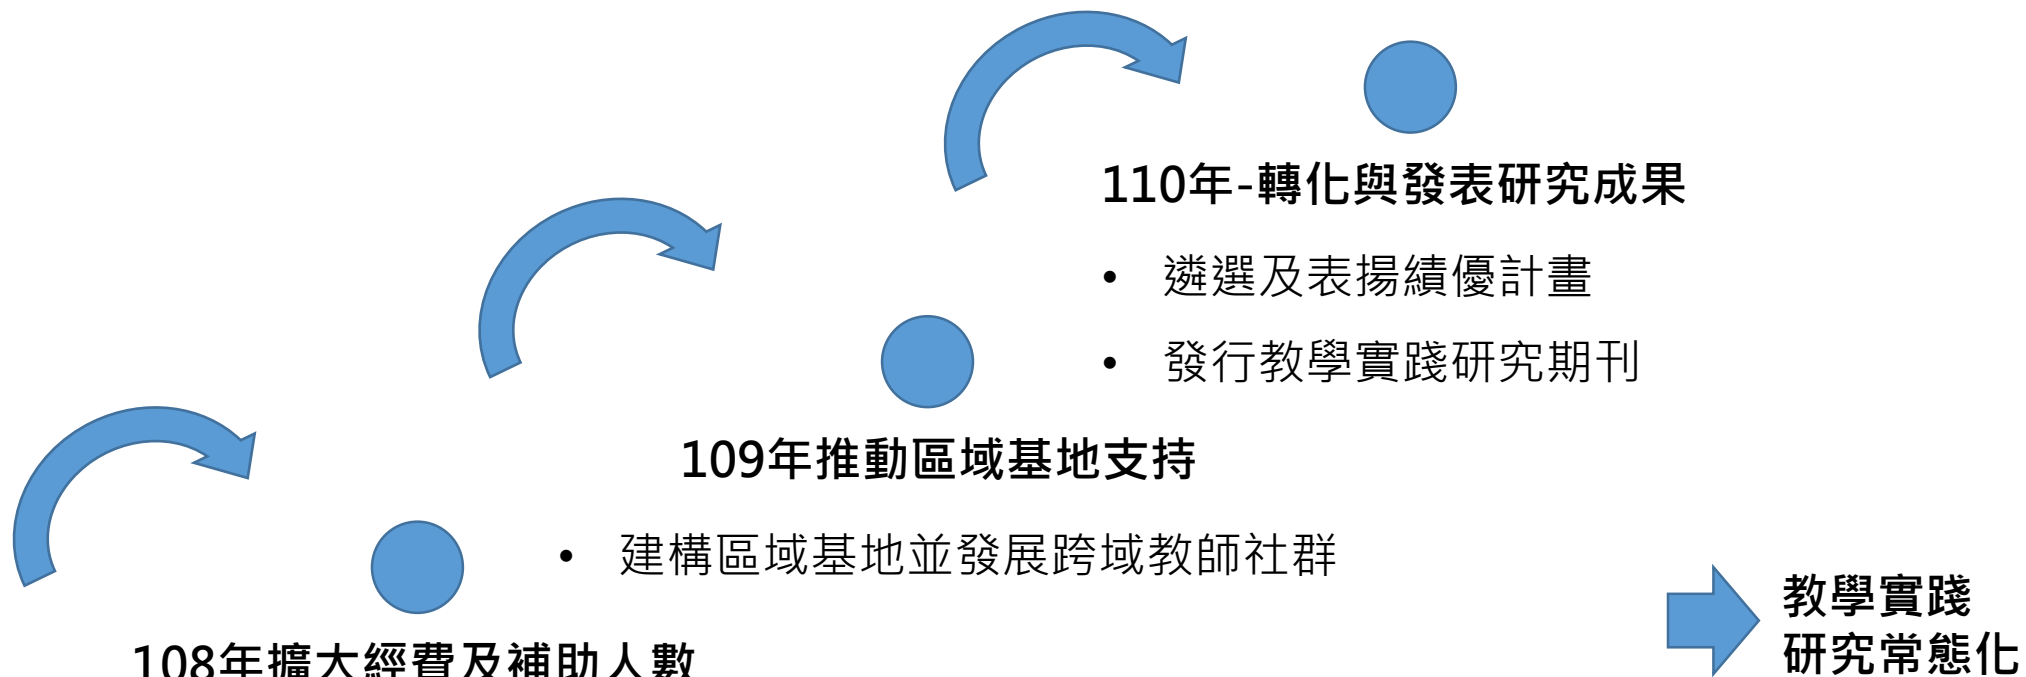 110年-轉化與發表研究成果
• 遴選及表揚績優計畫
• 發行教學實踐研究期刊
109年推動區域基地支持
• 建構區域基地並發展跨域教師社群
108年擴大經費及補助人數
教學實踐
研究常態化